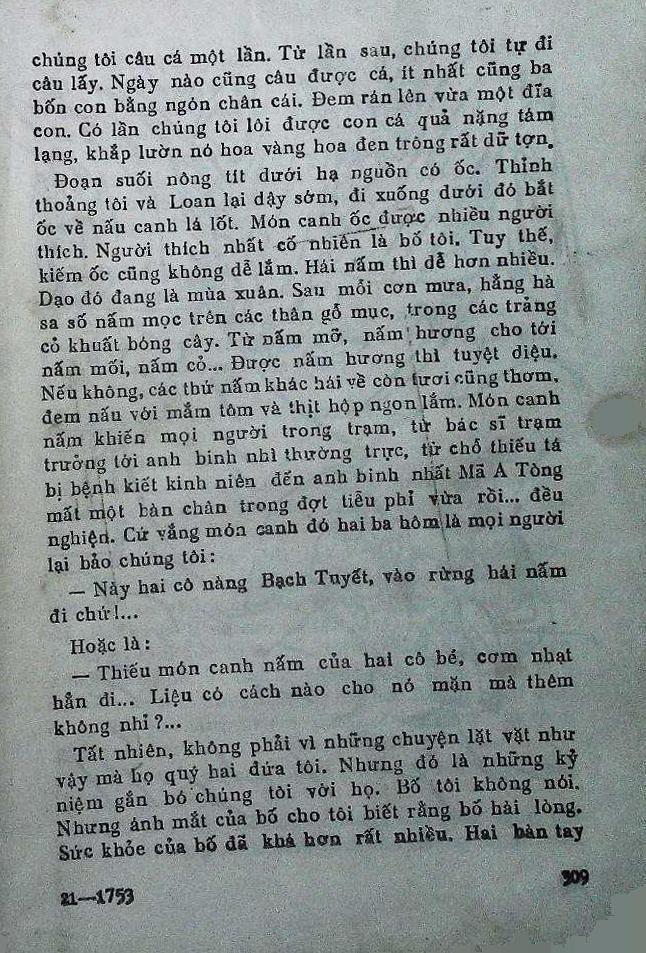 chúng tôi câu cá một lần. Từ lần sau, chúng tôi tự đi
câu lấy. Ngày nào cũng câu được cá, ít nhất cũng ba
bốn con bằng ngón chân cái. Đem rán lên vừa một đĩa
con. Có lần chúng tôi lôi được con cá quả nặng tám
lạng, khắp lườn nó hoa vàng hoa đen trông rất dữ tợn.
Đoạn suối nông tít dưới hạ nguồn có ốc. Thỉnh
thoảng tôi và Loan lại dậy sớm, đi xuống dưới đó bắt
ốc về nấu canh lá lốt. Món canh ốc được nhiều người
thích. Người thích nhất cố nhiên là bố tôi. Tuy thế,
kiếm ốc cũng không dễ lắm. Hái nấm thì dễ hơn nhiều.
Dạo đó đang là mùa xuân. Sau mỗi cơn mưa, hằng hà
sa số nấm mọc trên các thân gỗ mục, trong các trảng
cỏ khuất bóng cây. Từ nấm mỡ, nấm hương cho tới
nấm mối, nấm cỏ... Được nấm hương thì tuyệt diệu.
Nếu không, các thứ nấm khác hái về còn tươi cũng thơm,
đem nấu với mắm tôm và thịt hộp ngon lắm. Món canh
nấm khiến mọi người trong trạm, từ bác sĩ trạm
trưởng tới anh binh nhì thường trực, từ chỗ thiếu tá
bị bệnh kiết kinh niên đến anh binh nhất Mã A Tòng
mất một bàn chân trong đợt tiễu phỉ vừa rồi... đều
nghiện. Cứ vắng món canh đó hai ba hôm là mọi người
lại bảo chúng tôi:
— Này hai cô nàng Bạch Tuyết, vào rừng hái nấm
đi chứ!...
Hoặc là:
— Thiếu món canh nấm của hai cô bé, cơm nhạt
hẳn đi... Liệu có cách nào cho nó mặn mà thêm
không nhỉ?...
Tất nhiên, không phải vì những chuyện lặt vặt như
vậy mà họ quý hai đứa tôi. Nhưng đó là những kỷ
niệm gắn bó chúng tôi với họ. Bố tôi không nói.
Nhưng ánh mắt của bố cho tôi biết rằng bố hài lòng.
Sức khỏe của bố đã khá hơn rất nhiều. Hai bàn tay
21—1753
309